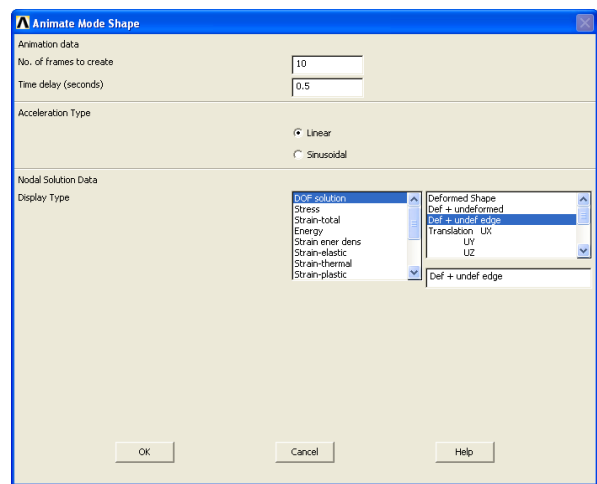 Animate Mode Shape
Animation data
No. of frames to create 10
Time delay (seconds) 0.5
Acceleration Type
Linear
Sinusoidal
Nodal Solution Data
Display Type
DOF solution
Stress
Strain-total
Energy
Strain ener dens
Strain-elastic
Strain-thermal
Strain-plastic
Deformed Shape
Def + undeformed
Def + undef edge
Translation UX
UY
UZ
Def + undef edge
OK Cancel Help